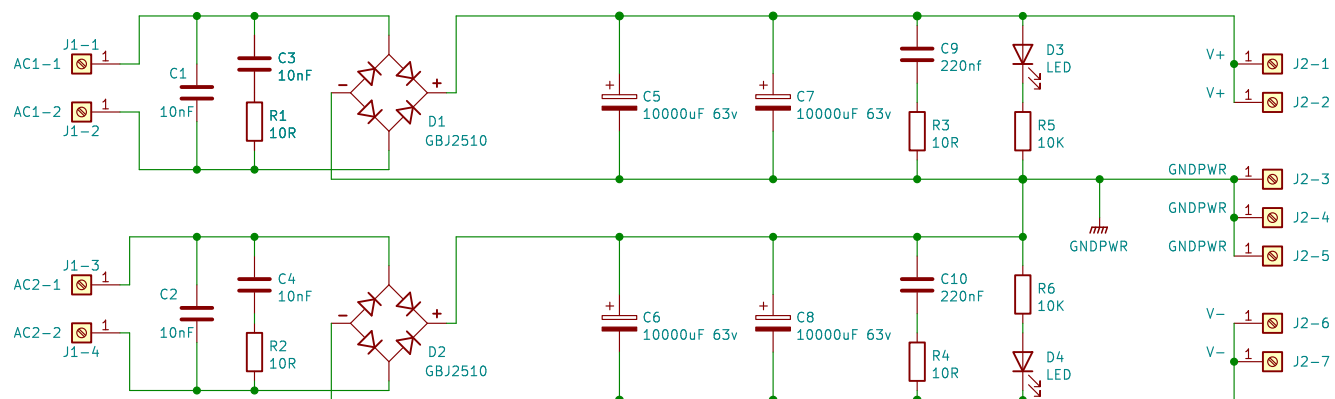 J1-1
AC1-1
1
AC1-2
1
J1-2
C1
10nF
C3
10nF
R1
10R
-
+
D1
GBJ2510
+
C5
10000uF 63v
+
C7
10000uF 63v
C9
220nf
R3
10R
D3
LED
R5
10K
V+
1
J2-1
V+
1
J2-2
GNDPWR
1
J2-3
GNDPWR
1
J2-4
GNDPWR
1
J2-5
GNDPWR
J1-3
AC2-1
1
AC2-2
1
J1-4
C2
10nF
C4
10nF
R2
10R
-
+
D2
GBJ2510
+
C6
10000uF 63v
+
C8
10000uF 63v
C10
220nF
R4
10R
R6
10K
D4
LED
V-
1
J2-6
V-
1
J2-7